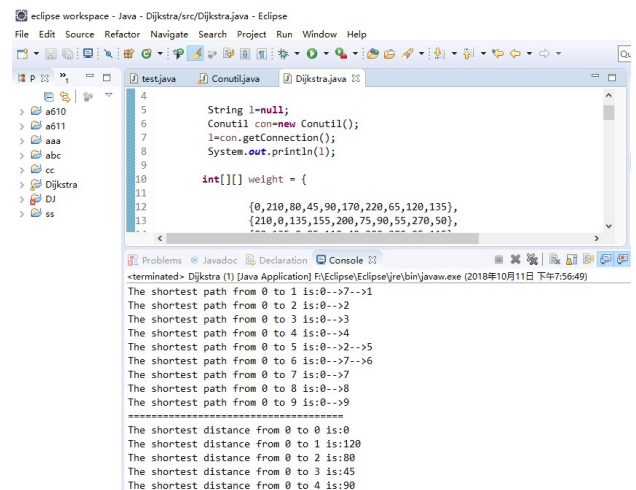 eclipse workspace - Java - Dijkstra/src/Dijkstra.java - Eclipse
File Edit Source Refactor Navigate Search Project Run Window Help
Qu
P
1
test.java Conutil.java Dijkstra.java
a610
a611
aaa
abc
cc
Dijkstra
DJ
ss
4
5 String l=null;
6 Conutil con=new Conutil();
7 l=con.getConnection();
8 System.out.println(l);
9
10 int[][] weight = {
11
12 {0,210,80,45,90,170,220,65,120,135},
13 {210,0,135,155,200,75,90,55,270,50},
Problems Javadoc Declaration Console
<terminated> Dijkstra (1) [Java Application] F:\Eclipse\Eclipse\jre\bin\javaw.exe (2018年10月11日 下午7:56:49)
The shortest path from 0 to 1 is:0-->7-->1
The shortest path from 0 to 2 is:0-->2
The shortest path from 0 to 3 is:0-->3
The shortest path from 0 to 4 is:0-->4
The shortest path from 0 to 5 is:0-->2-->5
The shortest path from 0 to 6 is:0-->7-->6
The shortest path from 0 to 7 is:0-->7
The shortest path from 0 to 8 is:0-->8
The shortest path from 0 to 9 is:0-->9
=====================================
The shortest distance from 0 to 0 is:0
The shortest distance from 0 to 1 is:120
The shortest distance from 0 to 2 is:80
The shortest distance from 0 to 3 is:45
The shortest distance from 0 to 4 is:90